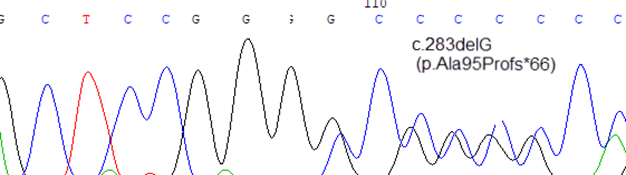 110
G C T C C G G G G C C C C C C C
c.283delG
(p.Ala95Profs*66)